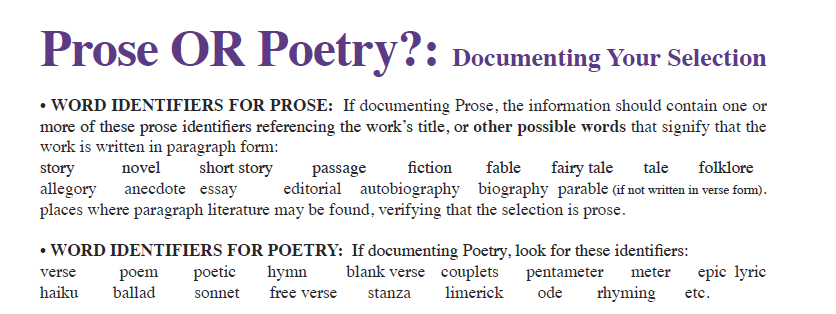 Prose OR Poetry?: Documenting Your Selection
• WORD IDENTIFIERS FOR PROSE: If documenting Prose, the information should contain one or
more of these prose identifiers referencing the work's title, or other possible words that signify that the
work is written in paragraph form:
story novel short story passage fiction fable fairy tale tale folklore
allegory anecdote essay editorial autobiography biography parable (if not written in verse form).
places where paragraph literature may be found, verifying that the selection is prose.
• WORD IDENTIFIERS FOR POETRY: If documenting Poetry, look for these identifiers:
verse poem poetic hymn blank verse couplets pentameter meter epic lyric
haiku ballad sonnet free verse stanza limerick ode rhyming etc.